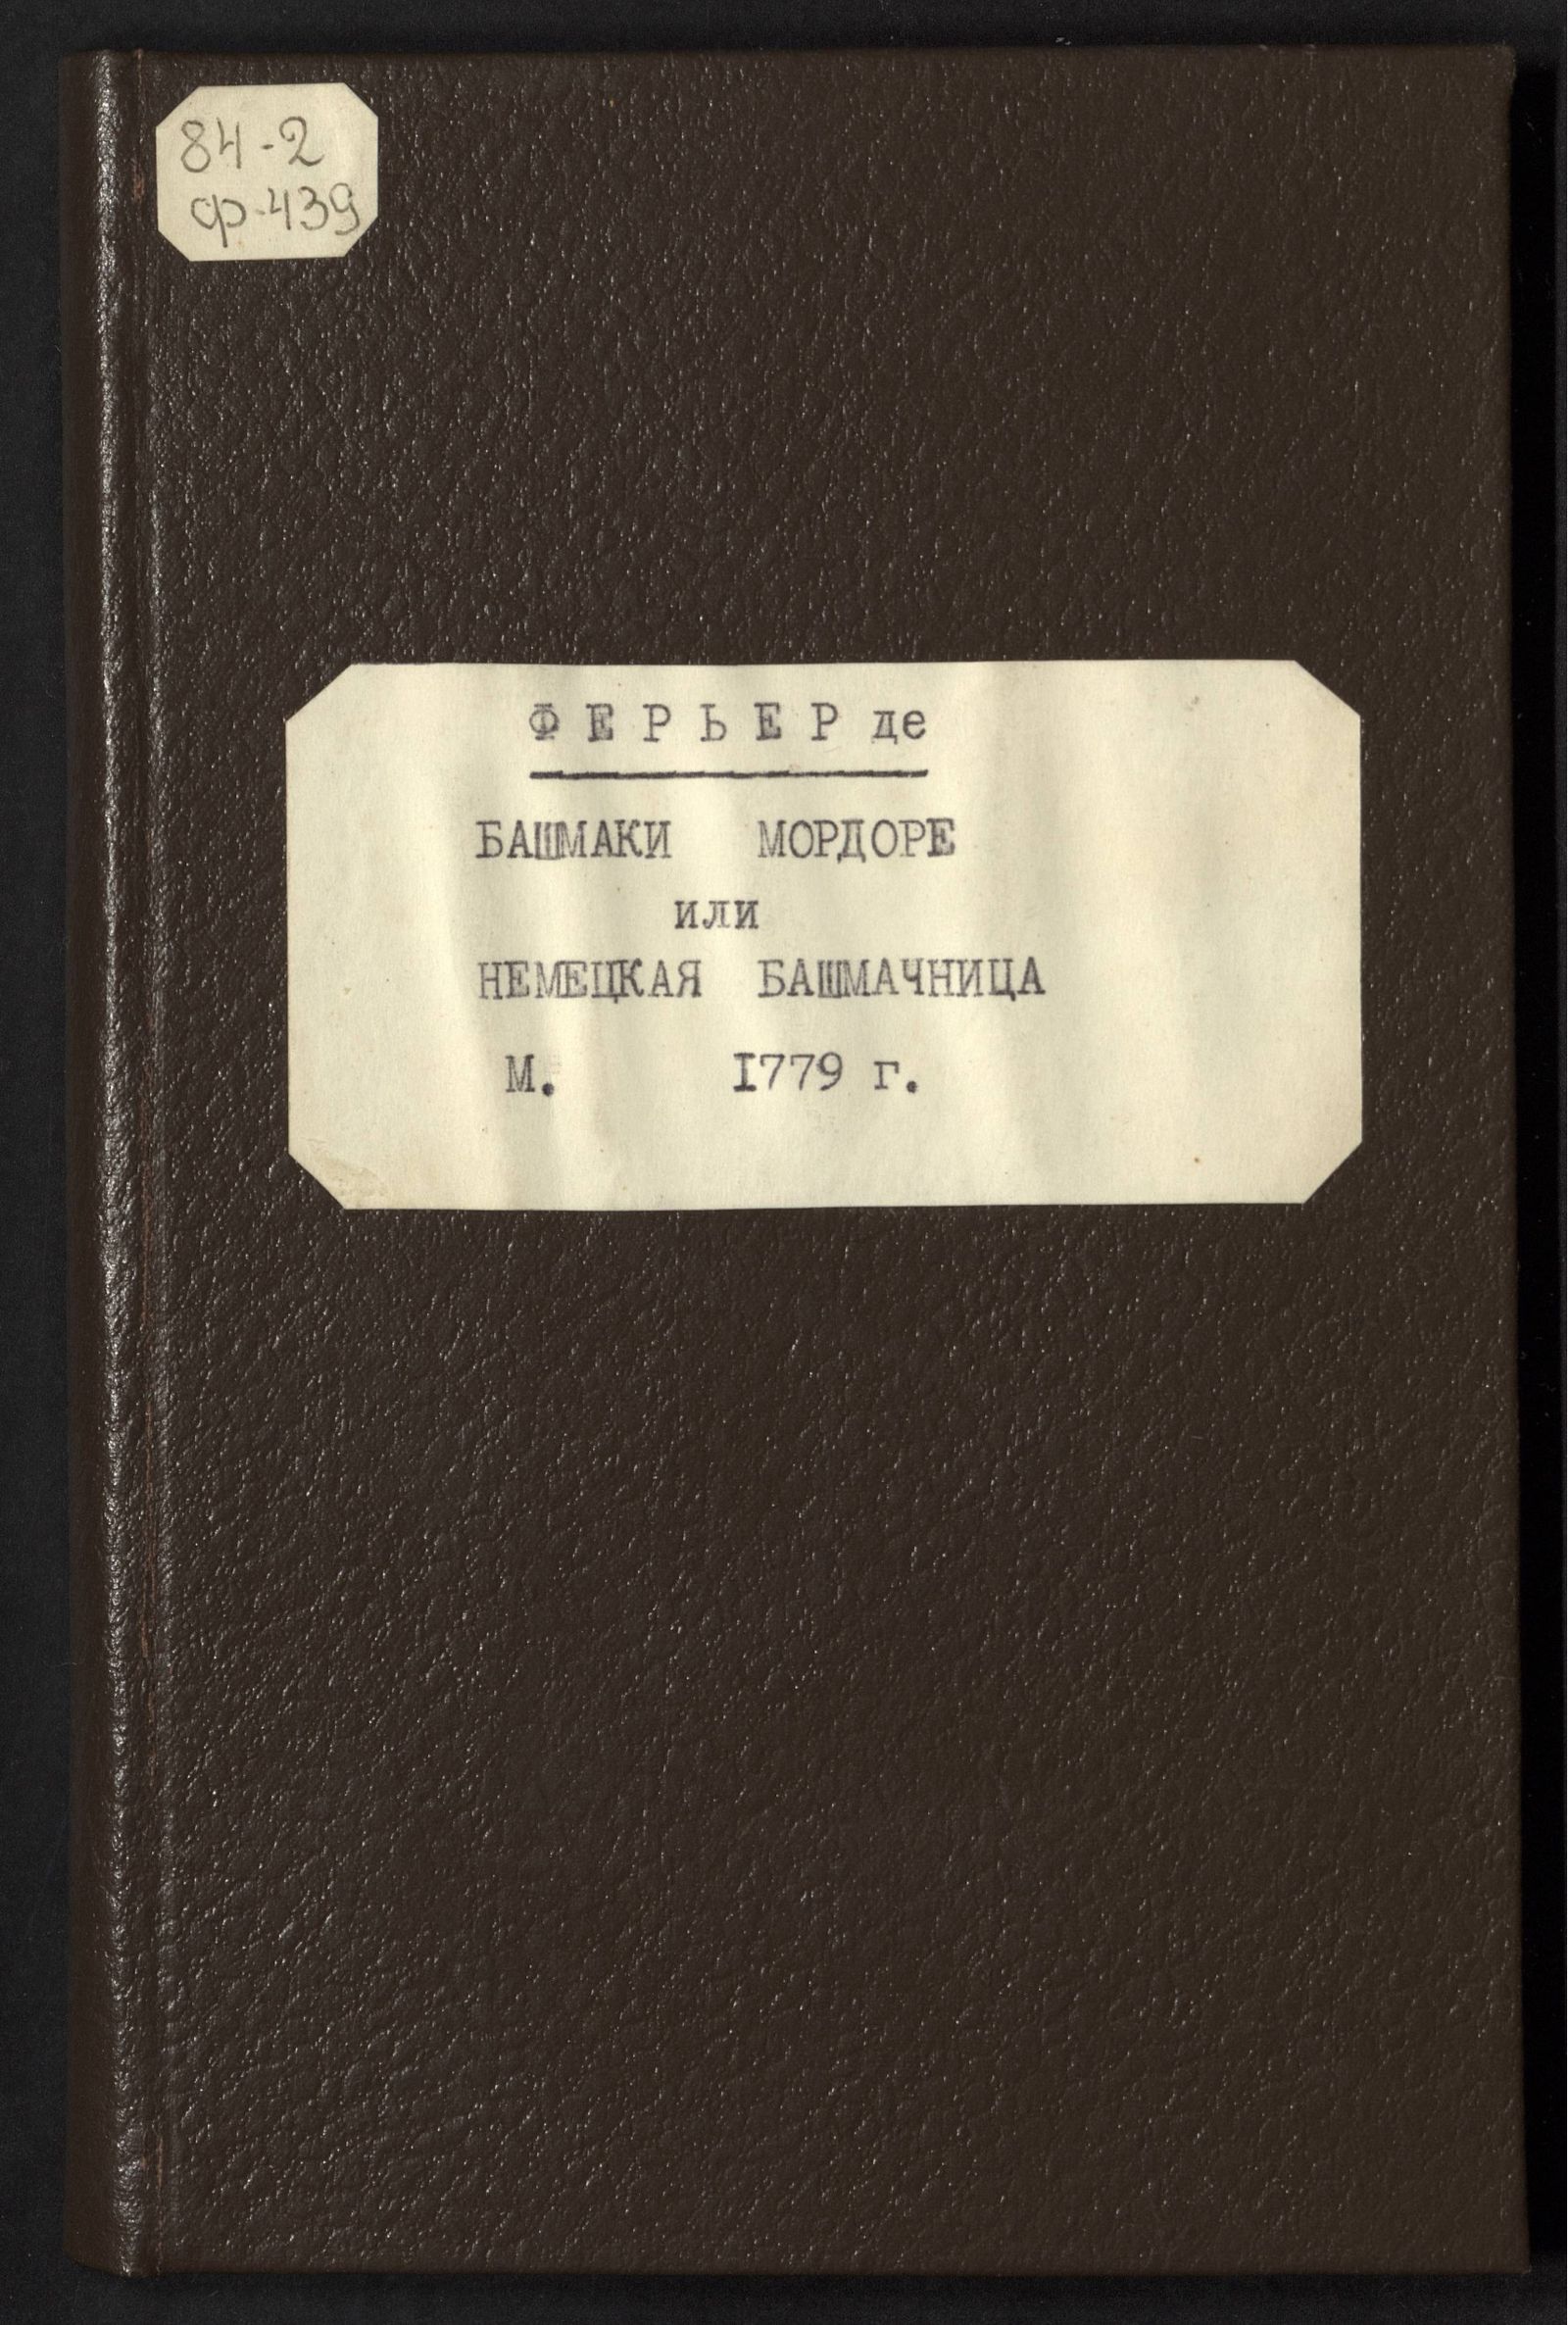 84-2
ф-439
ФЕРЬЕР де
БАШМАКИ МОРДОРЕ
или
НЕМЕЦКАЯ БАШМАЧНИЦА
М. 1779 г.